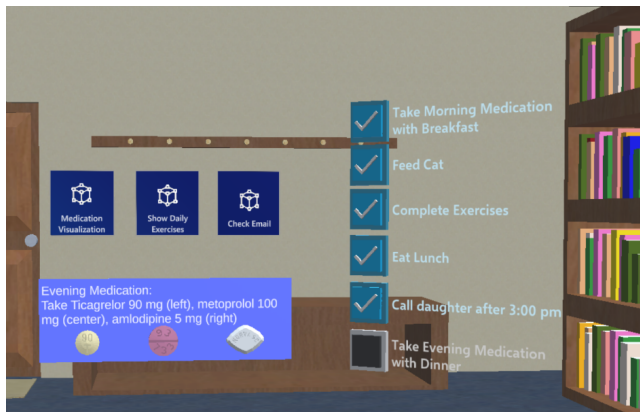 Take Morning Medication
with Breakfast
Feed Cat
Medication
Visualization
Show Daily
Exercises
Check Email
Complete Exercises
Eat Lunch
Evening Medication:
Take Ticagrelor 90 mg (left), metoprolol 100
mg (center), amlodipine 5 mg (right)
90
Call daughter after 3:00 pm
Take Evening Medication
with Dinner